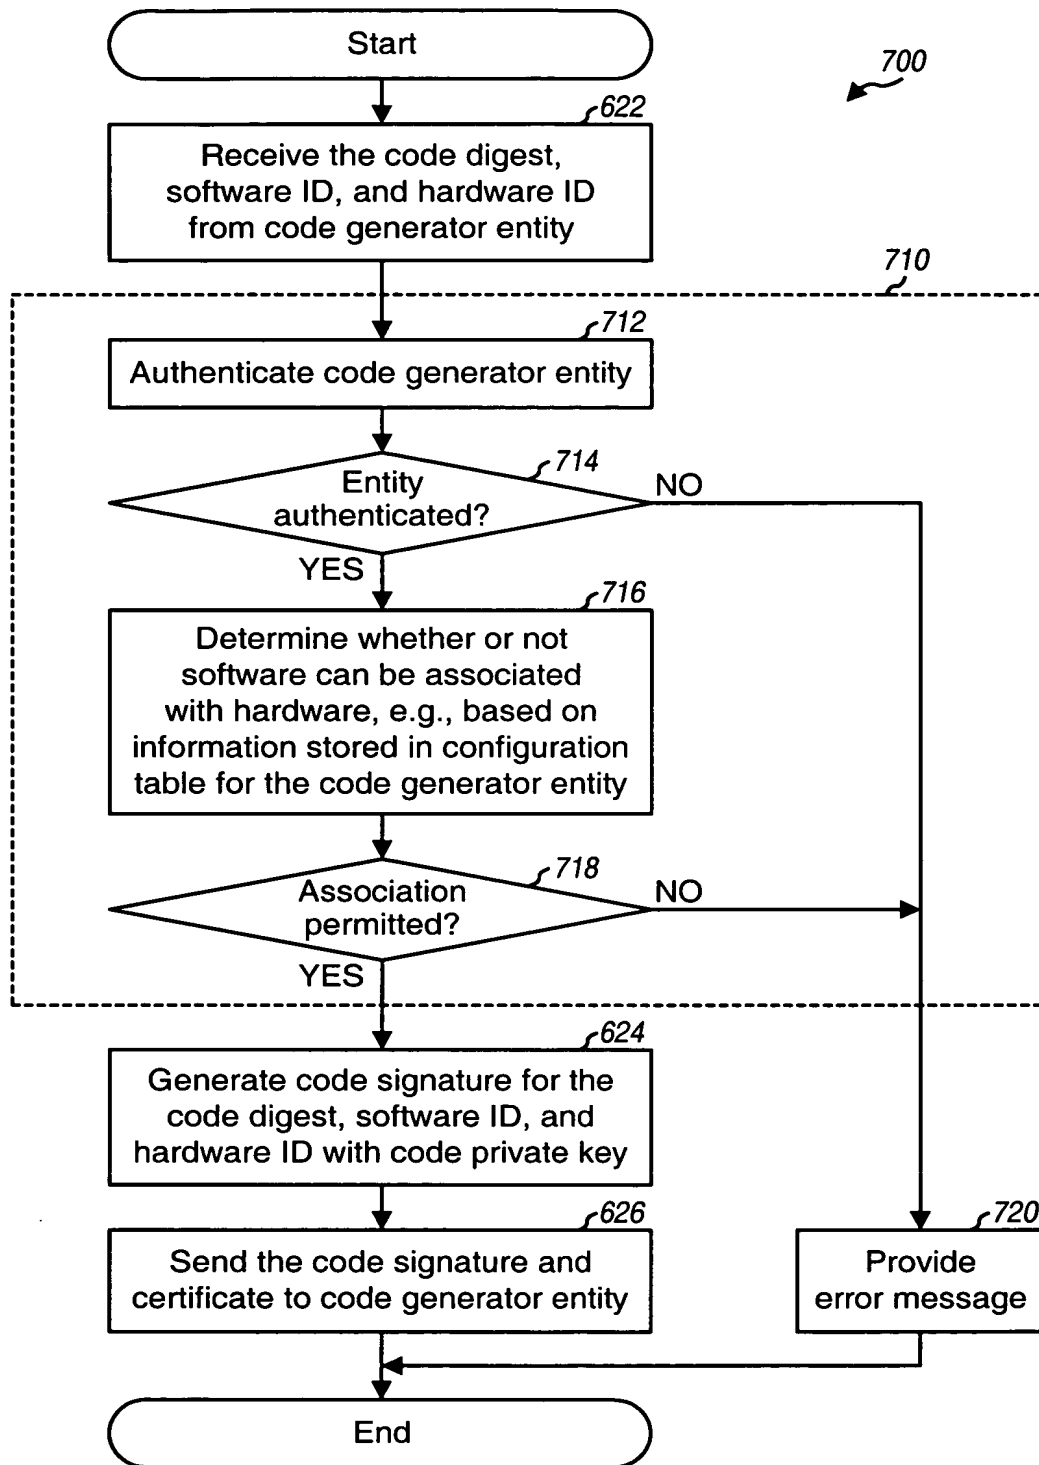 Start
700
622
Receive the code digest,
software ID, and hardware ID
from code generator entity
710
712
Authenticate code generator entity
714
Entity
authenticated?
NO
YES
716
Determine whether or not
software can be associated
with hardware, e.g., based on
information stored in configuration
table for the code generator entity
718
Association
permitted?
NO
YES
624
Generate code signature for the
code digest, software ID, and
hardware ID with code private key
626
Send the code signature and
certificate to code generator entity
720
Provide
error message
End